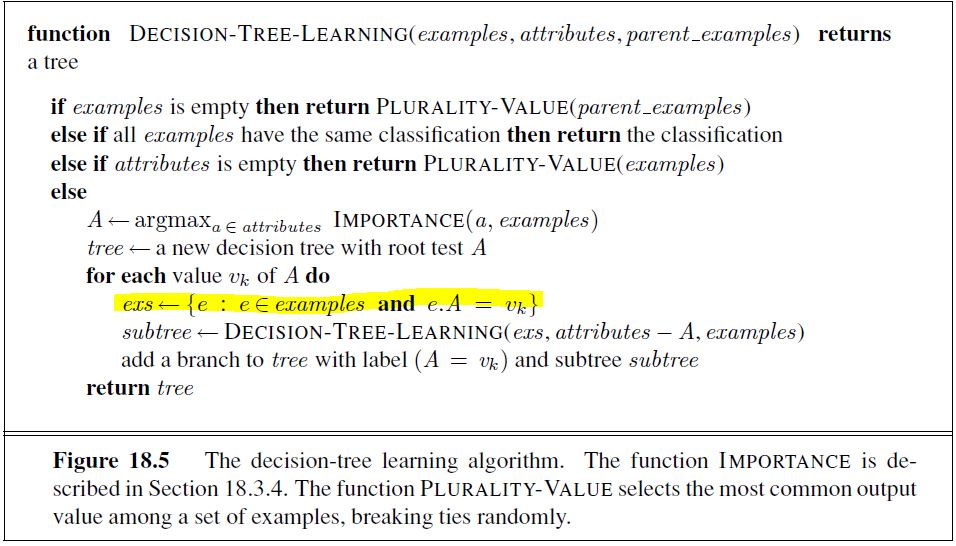 function DECISION-TREE-LEARNING(examples, attributes, parent_examples) returns
a tree
if examples is empty then return PLURALITY-VALUE(parent_examples)
else if all examples have the same classification then return the classification
else if attributes is empty then return PLURALITY-VALUE(examples)
else
A ← argmax_{a ∈ attributes} IMPORTANCE(a, examples)
tree ← a new decision tree with root test A
for each value v_k of A do
exs ← {e : e ∈ examples and e.A = v_k}
subtree ← DECISION-TREE-LEARNING(exs, attributes − A, examples)
add a branch to tree with label (A = v_k) and subtree subtree
return tree
Figure 18.5 The decision-tree learning algorithm. The function IMPORTANCE is de-
scribed in Section 18.3.4. The function PLURALITY-VALUE selects the most common output
value among a set of examples, breaking ties randomly.